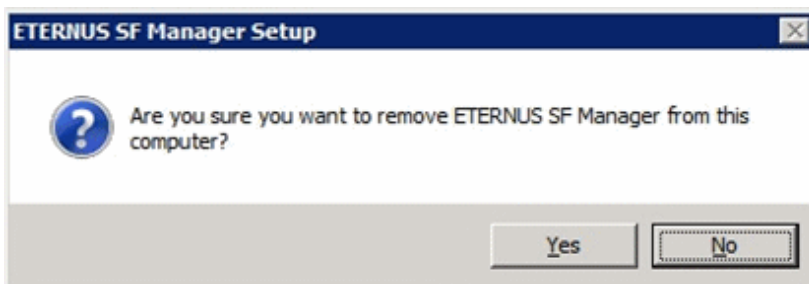 ETERNUS SF Manager Setup
Are you sure you want to remove ETERNUS SF Manager from this
computer?
Yes
No